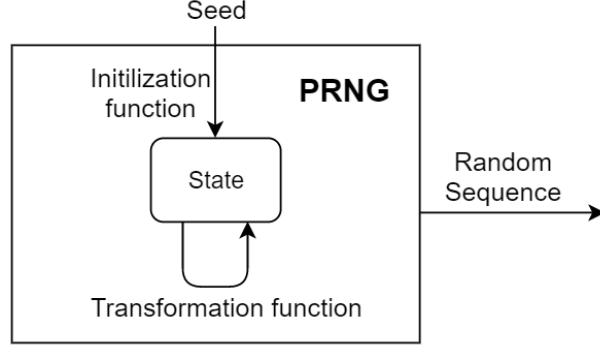 Seed
Initilization
function
PRNG
State
Transformation function
Random
Sequence